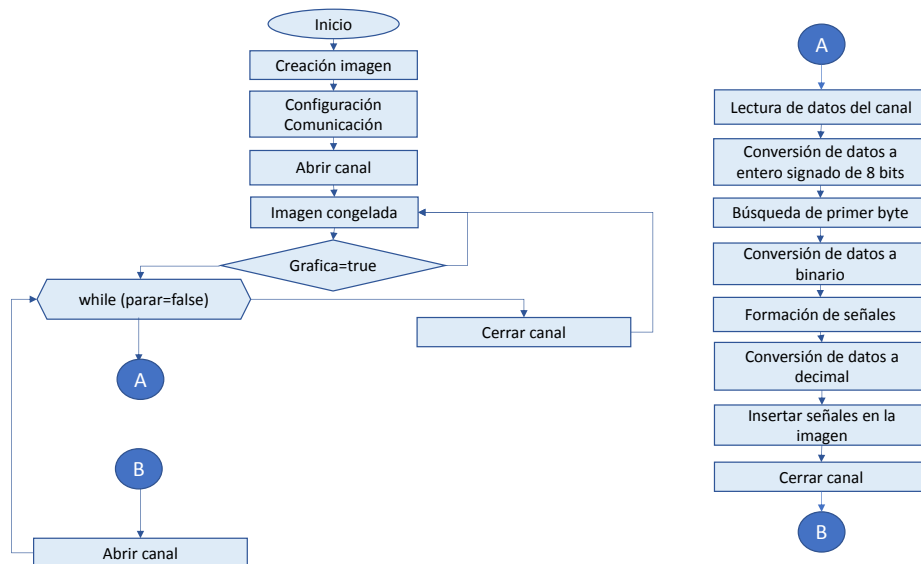 Inicio
Creación imagen
Configuración
Comunicación
Abrir canal
Imagen congelada
Grafica=true
while (parar=false)
Cerrar canal
A
B
Abrir canal
A
Lectura de datos del canal
Conversión de datos a
entero signado de 8 bits
Búsqueda de primer byte
Conversión de datos a
binario
Formación de señales
Conversión de datos a
decimal
Insertar señales en la
imagen
Cerrar canal
B